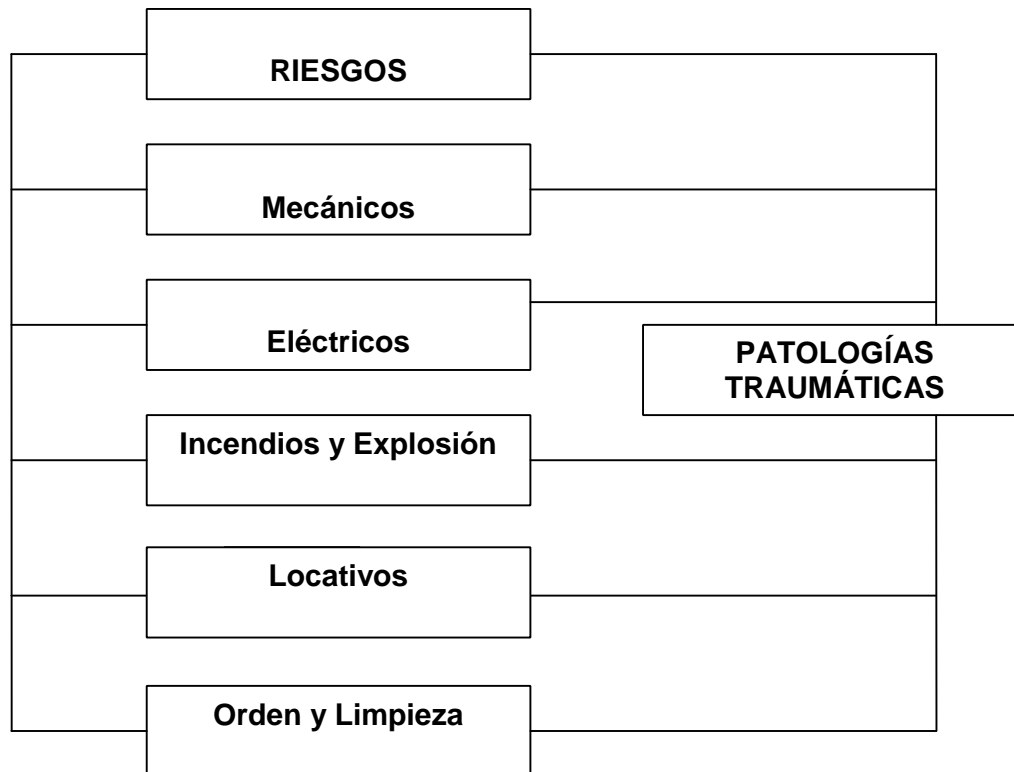 RIESGOS
Mecánicos
Eléctricos
PATOLOGÍAS
TRAUMÁTICAS
Incendios y Explosión
Locativos
Orden y Limpieza